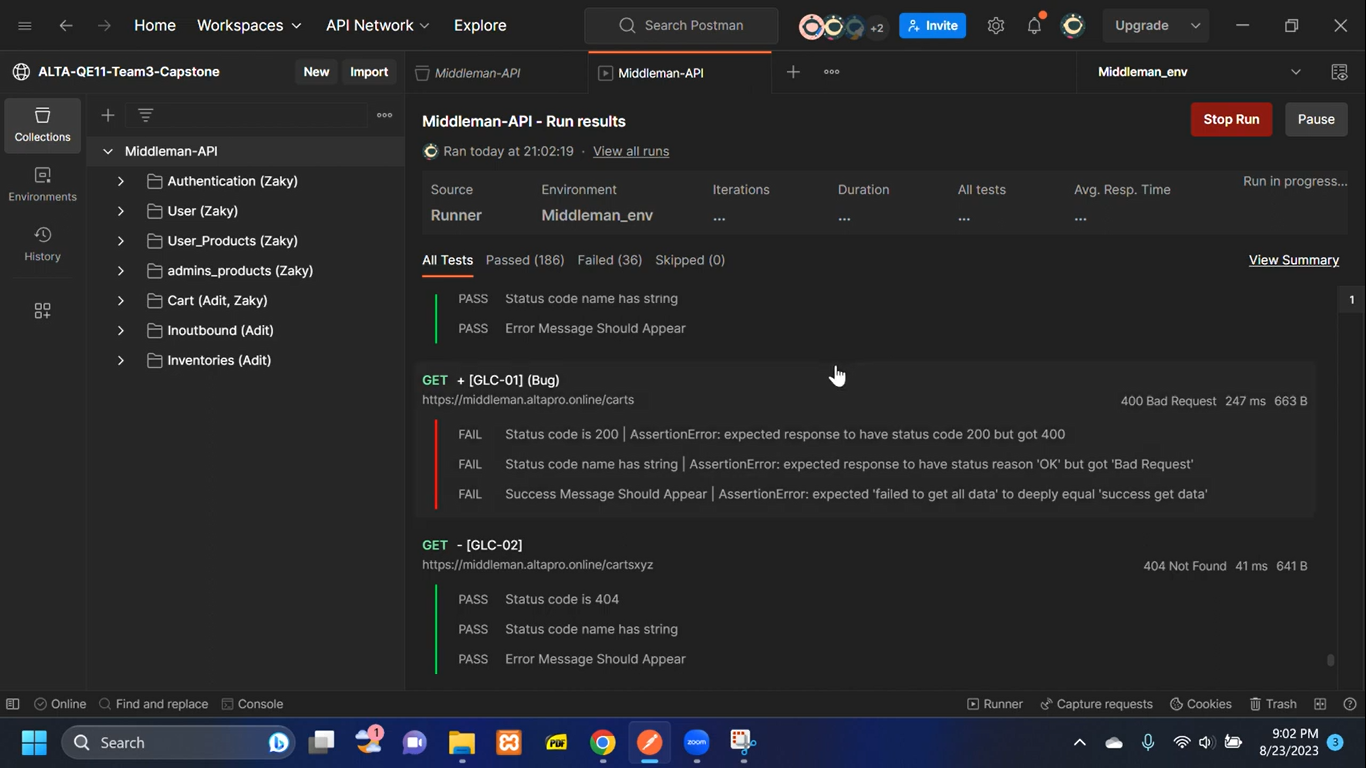 Home Workspaces API Network Explore Search Postman +2 Invite Upgrade
ALTA-QE11-Team3-Capstone New Import Middleman-API Middleman-API Middleman_env
Collections
Environments
History
Middleman-API
Authentication (Zaky)
User (Zaky)
User_Products (Zaky)
admins_products (Zaky)
Cart (Adit, Zaky)
Inoutbound (Adit)
Inventories (Adit)
Middleman-API - Run results Stop Run Pause
Ran today at 21:02:19 · View all runs
Source Environment Iterations Duration All tests Avg. Resp. Time Run in progress...
Runner Middleman_env ... ... ... ...
All Tests Passed (186) Failed (36) Skipped (0) View Summary
PASS Status code name has string 1
PASS Error Message Should Appear
GET + [GLC-01] (Bug)
https://middleman.altapro.online/carts 400 Bad Request 247 ms 663 B
FAIL Status code is 200 | AssertionError: expected response to have status code 200 but got 400
FAIL Status code name has string | AssertionError: expected response to have status reason 'OK' but got 'Bad Request'
FAIL Success Message Should Appear | AssertionError: expected 'failed to get all data' to deeply equal 'success get data'
GET - [GLC-02]
https://middleman.altapro.online/cartsxyz 404 Not Found 41 ms 641 B
PASS Status code is 404
PASS Status code name has string
PASS Error Message Should Appear
Online Find and replace Console Runner Capture requests Cookies Trash
Search 1 PDF zoom 9:02 PM
8/23/2023 3